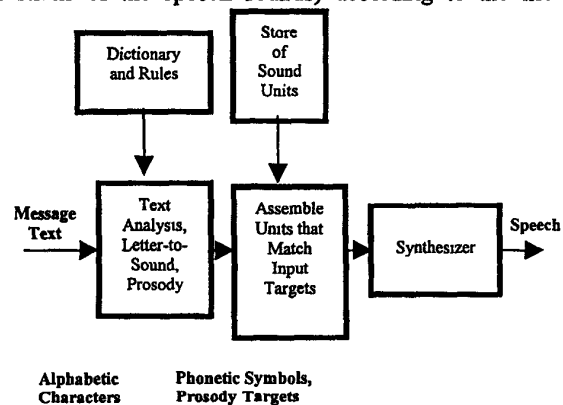 Dictionary
and Rules
Store
of
Sound
Units
Message
Text
Text
Analysis,
Letter-to-
Sound,
Prosody
Assemble
Units that
Match
Input
Targets
Synthesizer
Speech
Alphabetic
Characters
Phonetic Symbols,
Prosody Targets